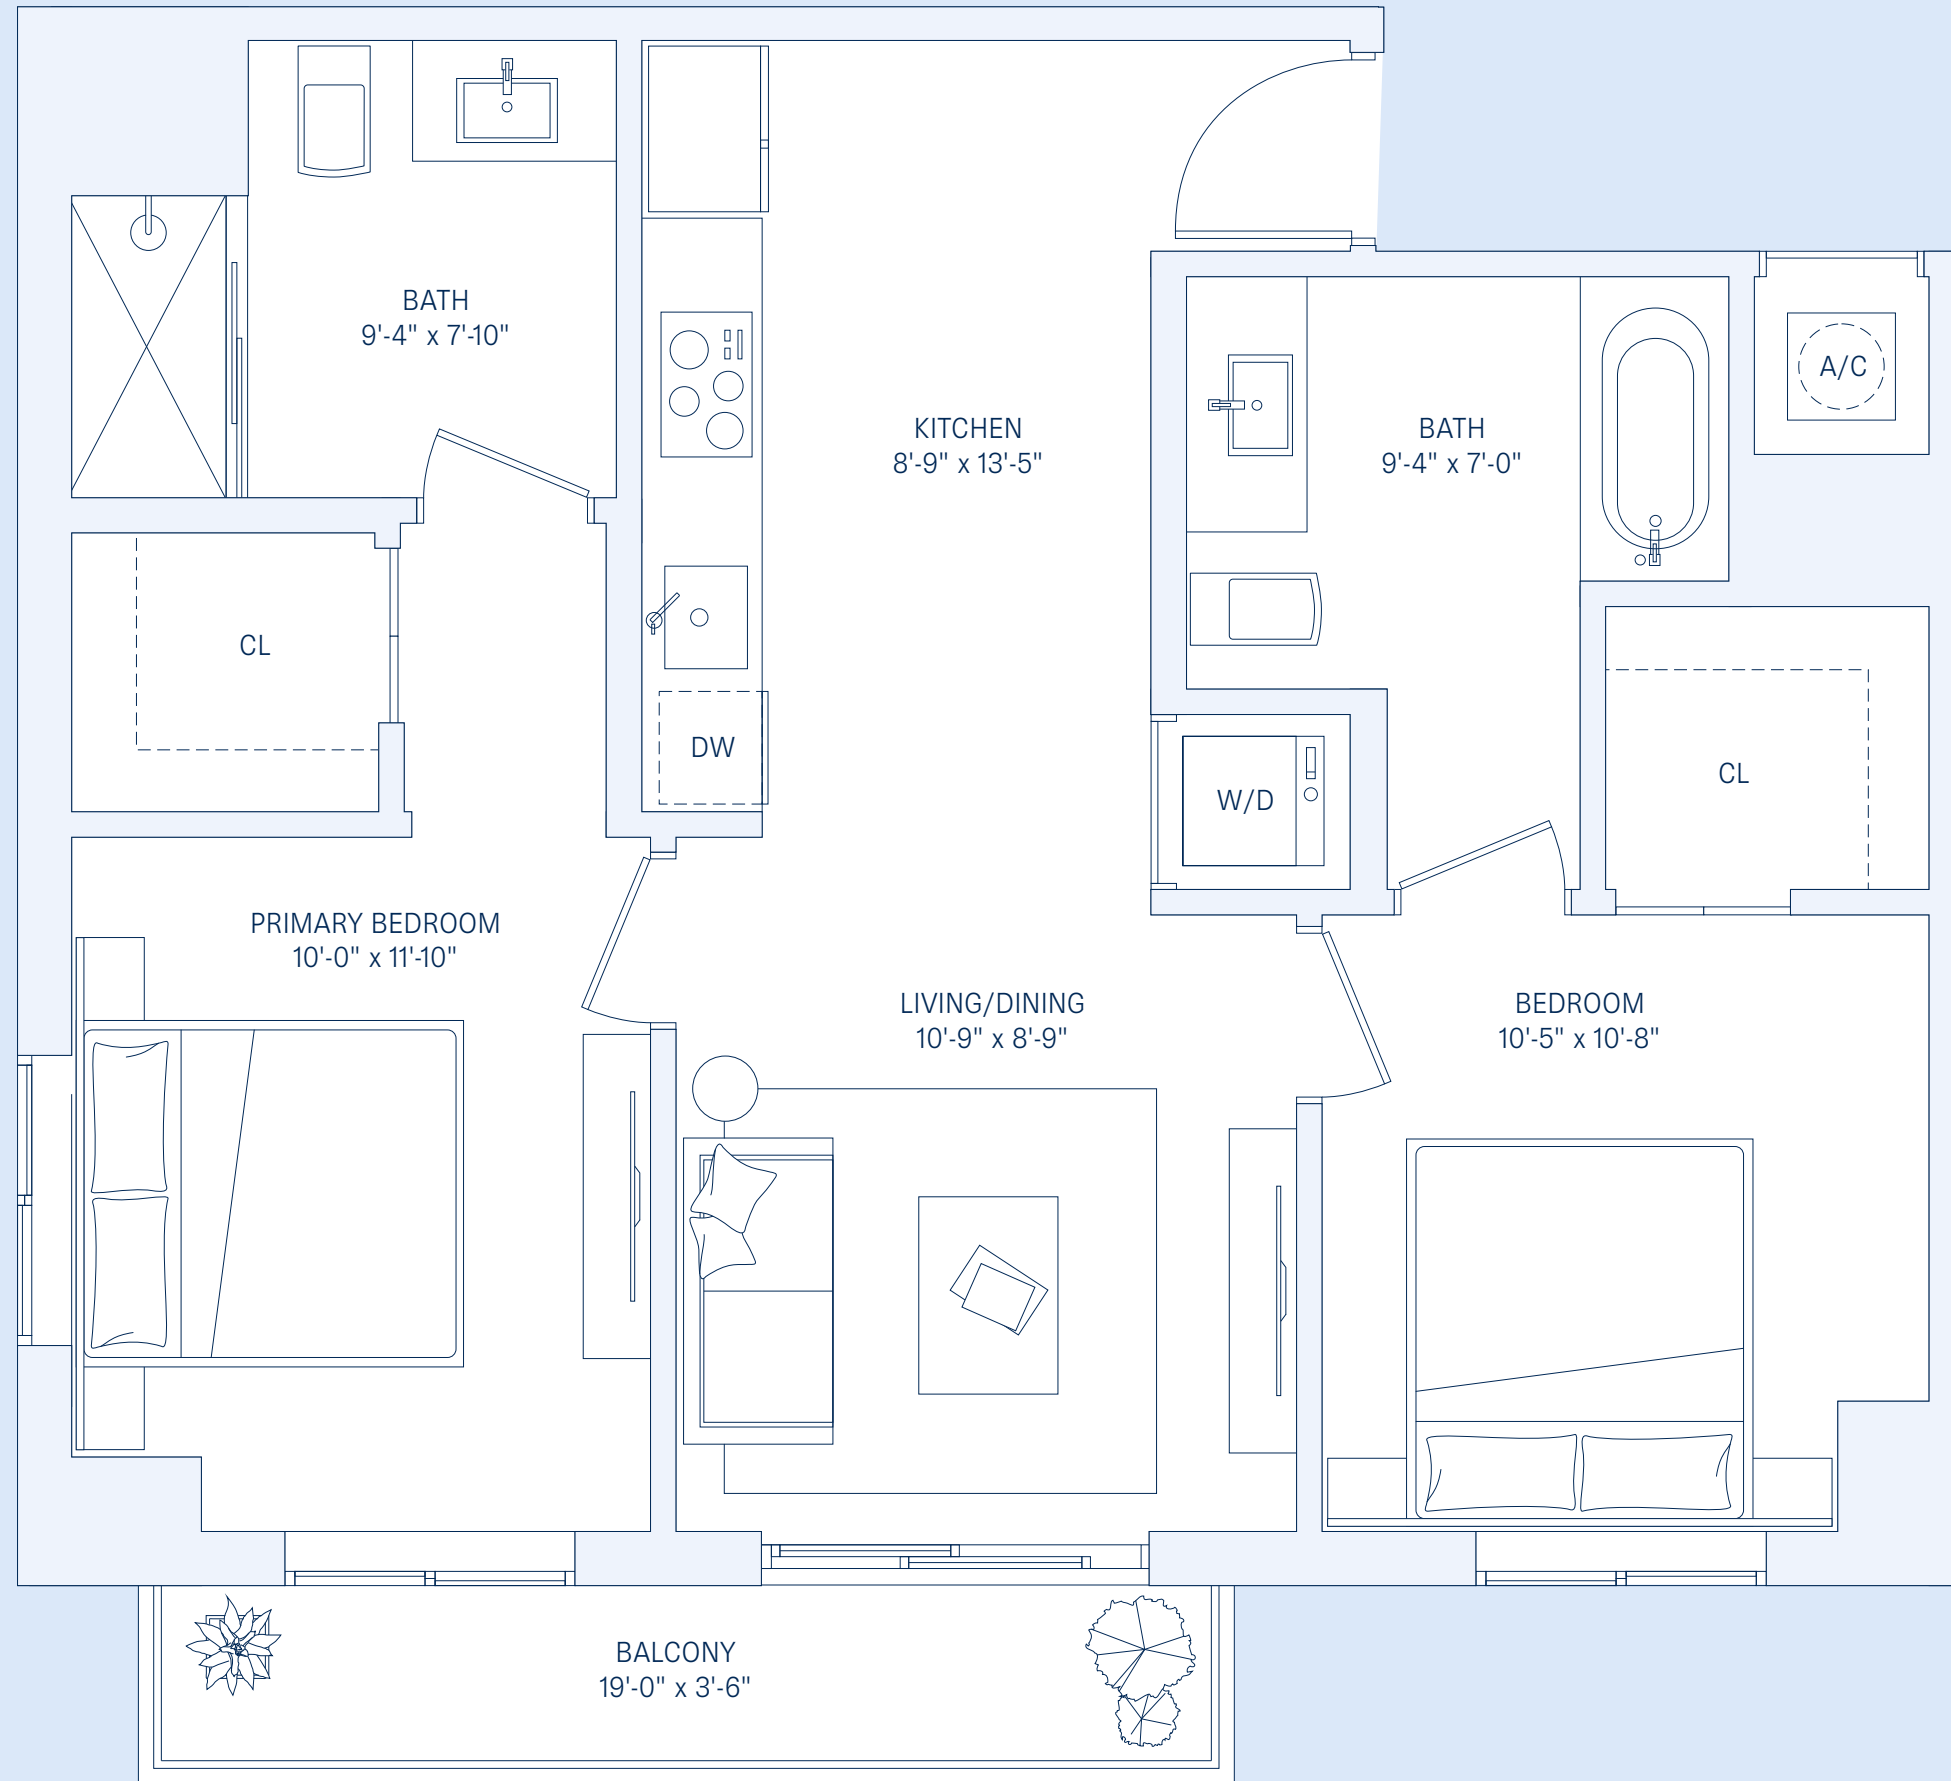 BATH
9'-4" x 7'-10"
KITCHEN
8'-9" x 13'-5"
BATH
9'-4" x 7'-0"
A/C
CL
DW
W/D
CL
PRIMARY BEDROOM
10'-0" x 11'-10"
LIVING/DINING
10'-9" x 8'-9"
BEDROOM
10'-5" x 10'-8"
BALCONY
19'-0" x 3'-6"